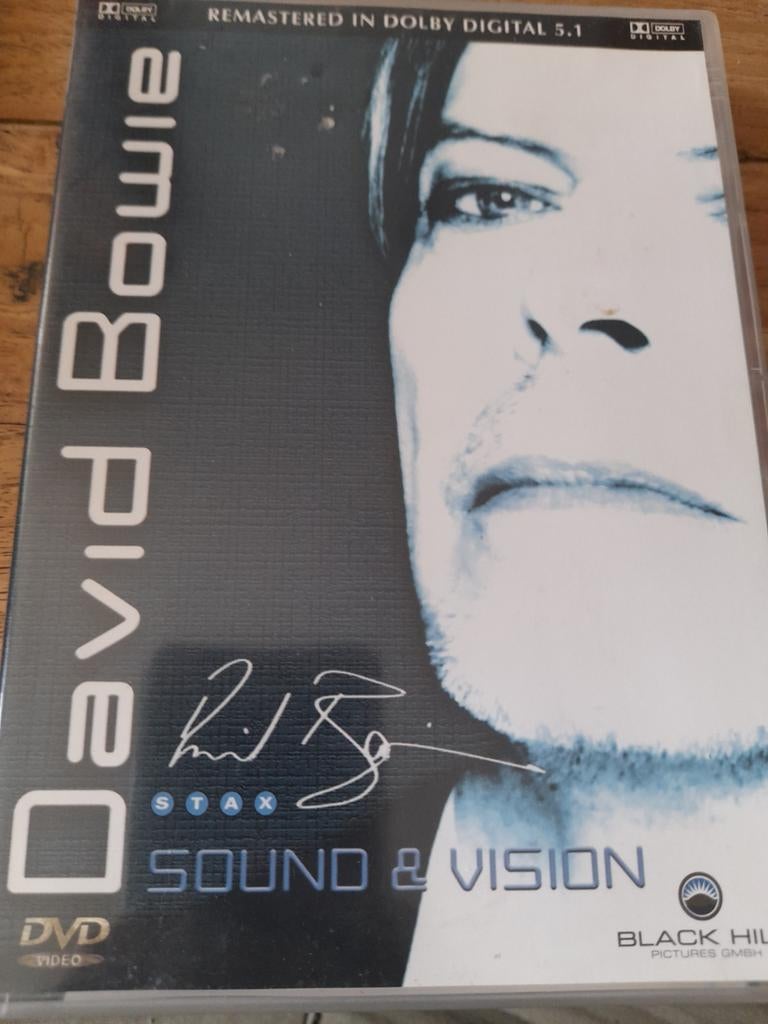 DOLBY
DIGITAL
REMASTERED IN DOLBY DIGITAL 5.1
DOLBY
DIGITAL
David Bowie
STAX
SOUND & VISION
DVD
VIDEO
BLACK HIL
PICTURES GMBH